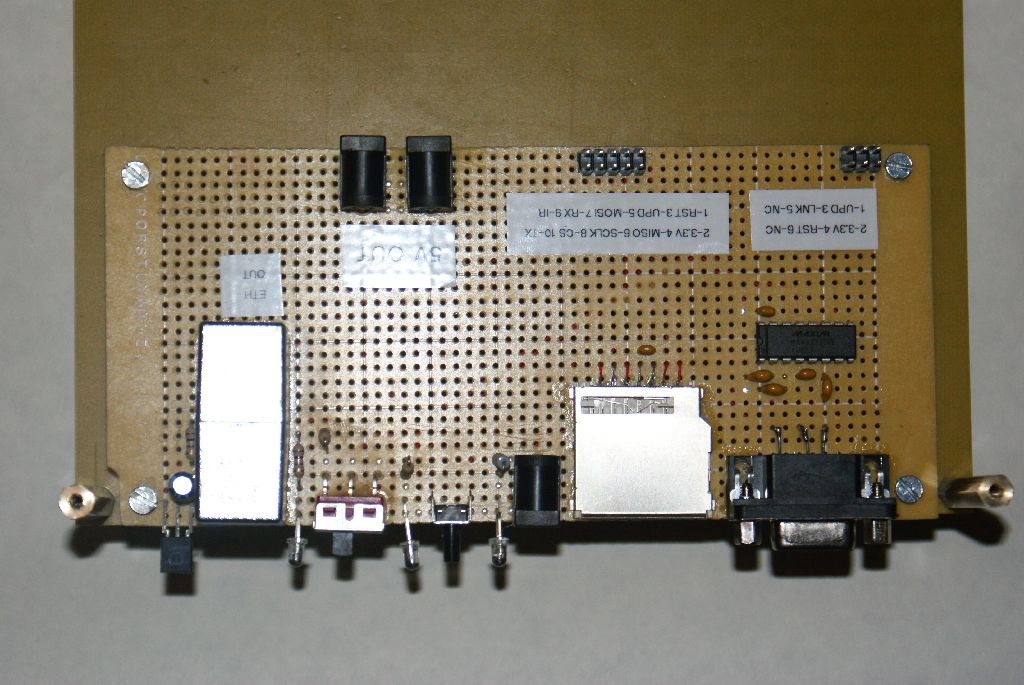 2-3.3V 4-RST 6-NC
1-UPD 3-LNK 5-NC
2-3.3V 4-MISO 6-SCLK 8-CS 10-TX
1-RST 3-UPD 5-MOSI 7-RX 9-IR
5V OUT
ETH
OUT